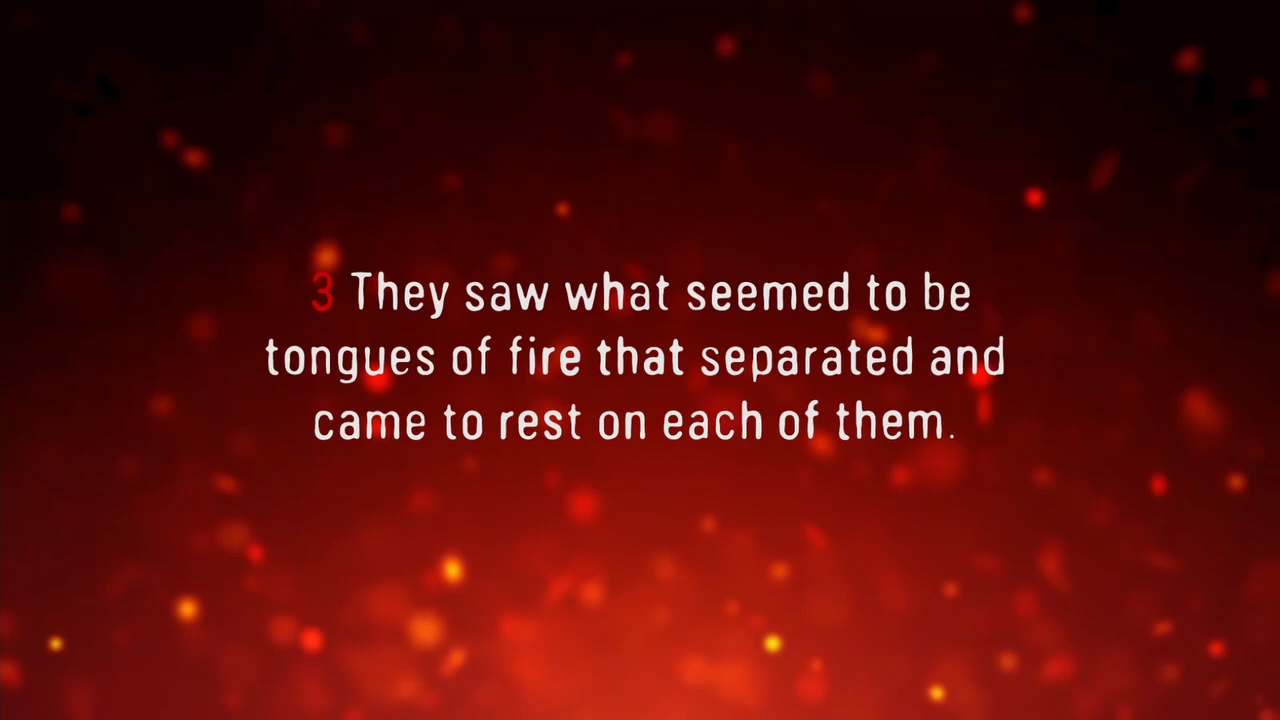 3 They saw what seemed to be
tongues of fire that separated and
came to rest on each of them.